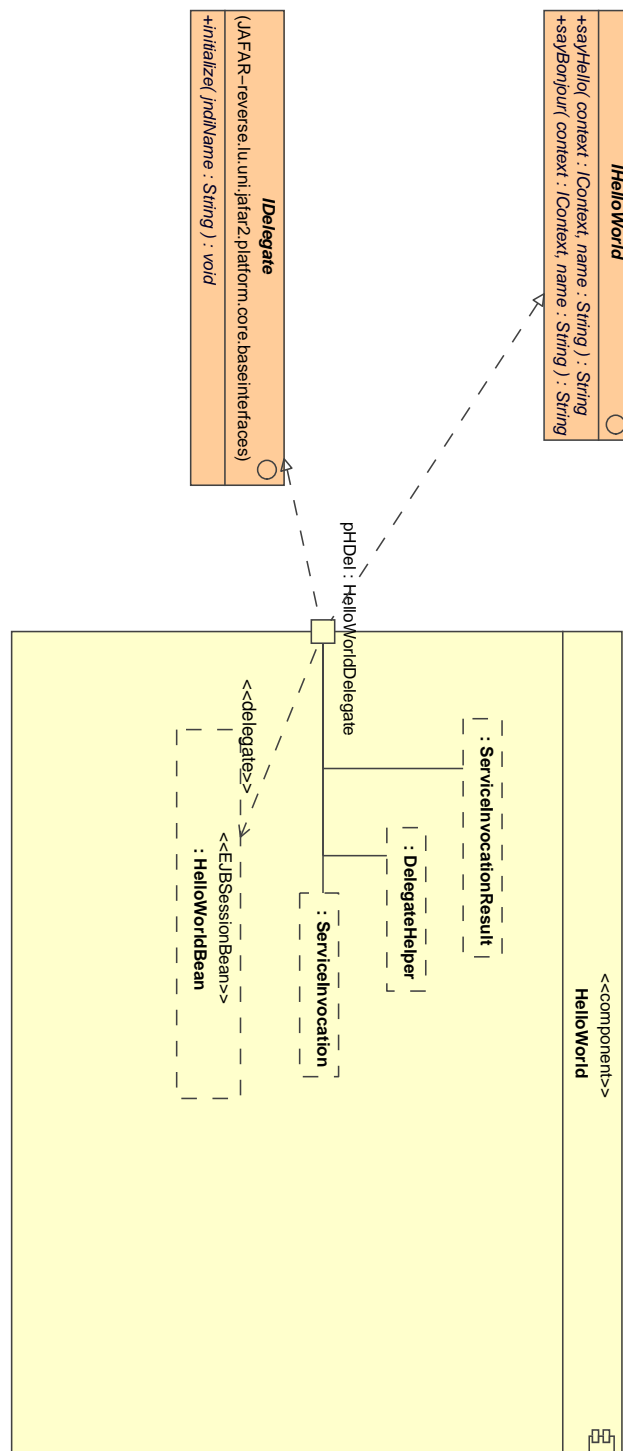 IHelloWorld
+sayHello( context : IContext, name : String ) : String
+sayBonjour( context : IContext, name : String ) : String
IDelegate
(JAFAR−reverse.lu.uni.jafar2.platform.core.baseinterfaces)
+initialize( jndiName : String ) : void
<<component>>
HelloWorld
pHDel : HelloWorldDelegate
: ServiceInvocationResult
: DelegateHelper
: ServiceInvocation
<<delegate>>
<<EJBSessionBean>>
: HelloWorldBean